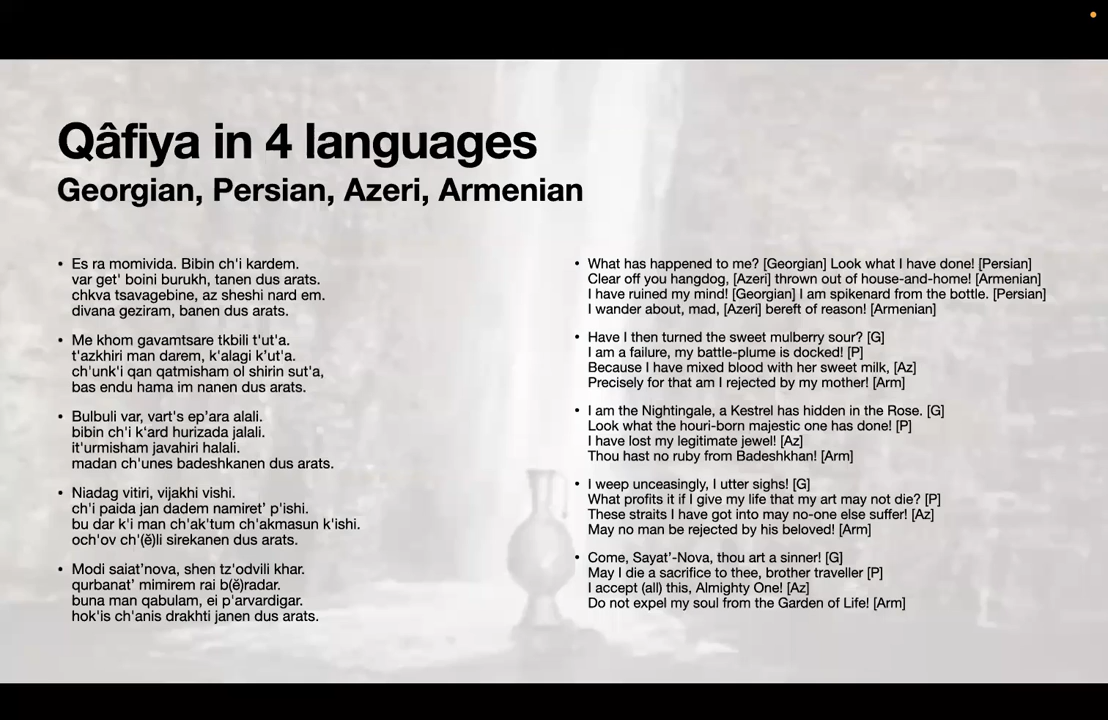 Qâfiya in 4 languages
Georgian, Persian, Azeri, Armenian
• Es ra momivida. Bibin ch'i kardem.
var get' boini burukh, tanen dus arats.
chkva tsavagebine, az sheshi nard em.
divana geziram, banen dus arats.
• Me khom gavamtsare tkbili t'ut'a.
t'azkhiri man darem, k'alagi k’ut'a.
ch'unk'i qan qatmisham ol shirin sut'a,
bas endu hama im nanen dus arats.
• Bulbuli var, vart's ep’ara alali.
bibin ch'i k'ard hurizada jalali.
it'urmisham javahiri halali.
madan ch'unes badeshkanen dus arats.
• Niadag vitiri, vijakhi vishi.
ch'i paida jan dadem namiret’ p'ishi.
bu dar k'i man ch'ak'tum ch'akmasun k'ishi.
och'ov ch'(ĕ)li sirekanen dus arats.
• Modi saiat’nova, shen tz'odvili khar.
qurbanat’ mimirem rai b(ĕ)radar.
buna man qabulam, ei p'arvardigar.
hok'is ch'anis drakhti janen dus arats.
• What has happened to me? [Georgian] Look what I have done! [Persian]
Clear off you hangdog, [Azeri] thrown out of house-and-home! [Armenian]
I have ruined my mind! [Georgian] I am spikenard from the bottle. [Persian]
I wander about, mad, [Azeri] bereft of reason! [Armenian]
• Have I then turned the sweet mulberry sour? [G]
I am a failure, my battle-plume is docked! [P]
Because I have mixed blood with her sweet milk, [Az]
Precisely for that am I rejected by my mother! [Arm]
• I am the Nightingale, a Kestrel has hidden in the Rose. [G]
Look what the houri-born majestic one has done! [P]
I have lost my legitimate jewel! [Az]
Thou hast no ruby from Badeshkhan! [Arm]
• I weep unceasingly, I utter sighs! [G]
What profits it if I give my life that my art may not die? [P]
These straits I have got into may no-one else suffer! [Az]
May no man be rejected by his beloved! [Arm]
• Come, Sayat’-Nova, thou art a sinner! [G]
May I die a sacrifice to thee, brother traveller [P]
I accept (all) this, Almighty One! [Az]
Do not expel my soul from the Garden of Life! [Arm]